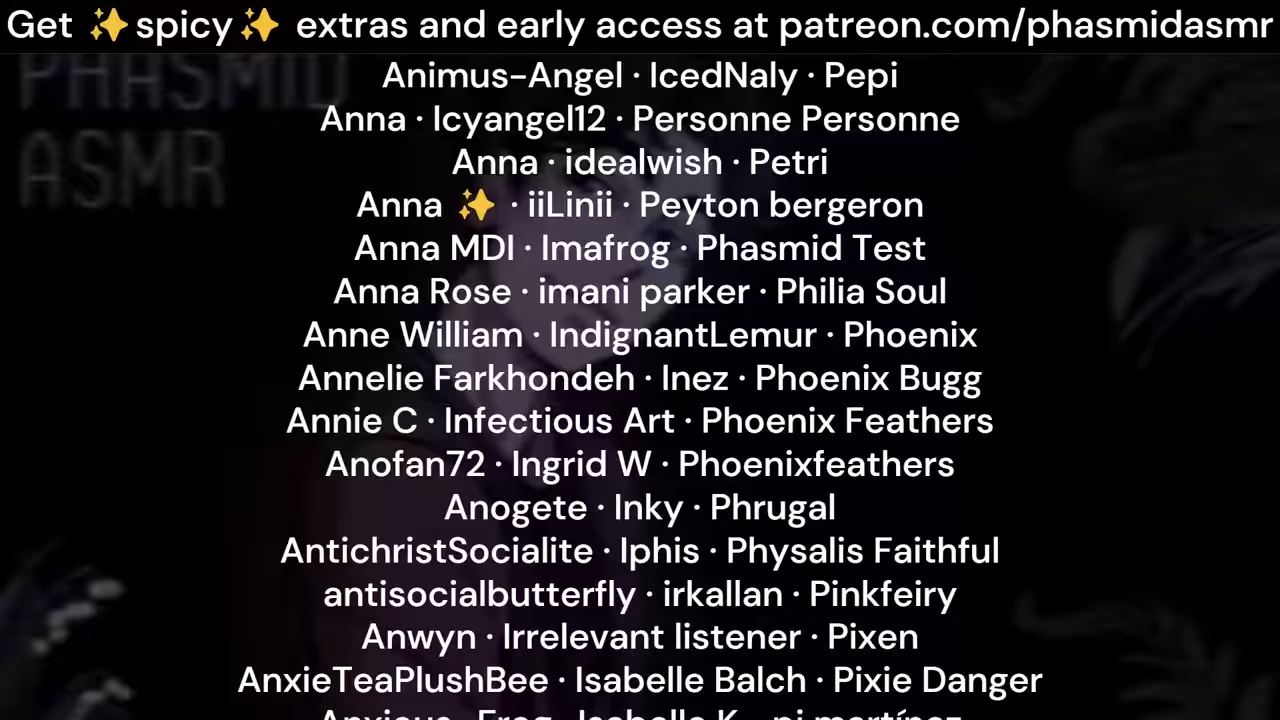 Get ✨spicy✨ extras and early access at patreon.com/phasmidasmr
PHASMID
ASMR
Animus-Angel · IcedNaly · Pepi
Anna · Icyangel12 · Personne Personne
Anna · idealwish · Petri
Anna ✨ · iiLinii · Peyton bergeron
Anna MDI · Imafrog · Phasmid Test
Anna Rose · imani parker · Philia Soul
Anne William · IndignantLemur · Phoenix
Annelie Farkhondeh · Inez · Phoenix Bugg
Annie C · Infectious Art · Phoenix Feathers
Anofan72 · Ingrid W · Phoenixfeathers
Anogete · Inky · Phrugal
AntichristSocialite · Iphis · Physalis Faithful
antisocialbutterfly · irkallan · Pinkfeiry
Anwyn · Irrelevant listener · Pixen
AnxieTeaPlushBee · Isabelle Balch · Pixie Danger